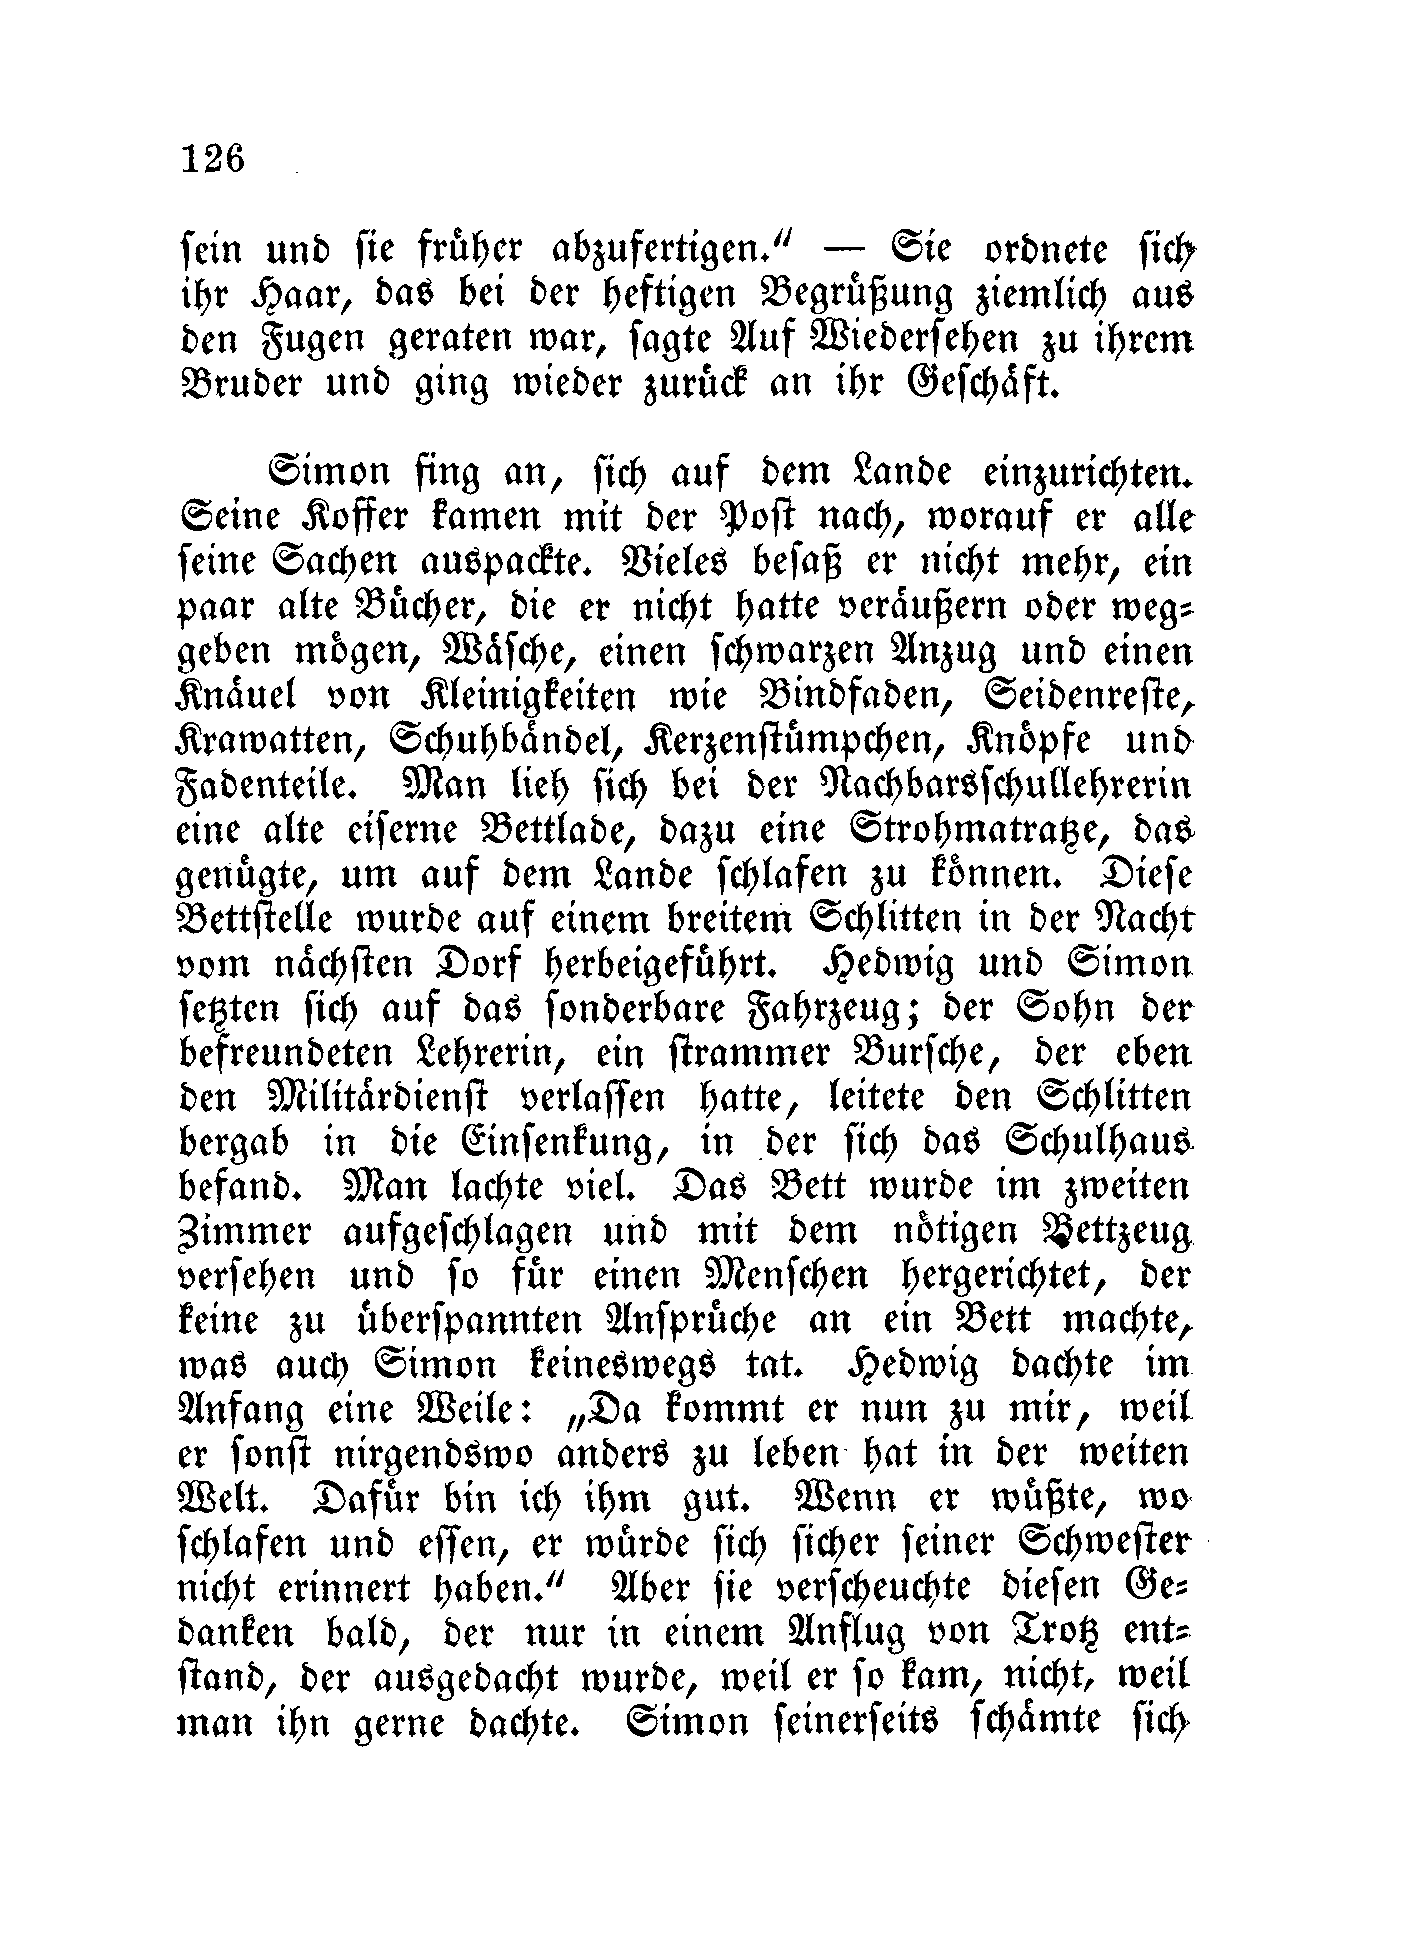 126
sein und sie früher abzufertigen.“ — Sie ordnete sich
ihr Haar, das bei der heftigen Begrüßung ziemlich aus
den Fugen geraten war, sagte Auf Wiedersehen zu ihrem
Bruder und ging wieder zurück an ihr Geschäft.
Simon fing an, sich auf dem Lande einzurichten.
Seine Koffer kamen mit der Post nach, worauf er alle
seine Sachen auspackte. Vieles besaß er nicht mehr, ein
paar alte Bücher, die er nicht hatte veräußern oder weg-
geben mögen, Wäsche, einen schwarzen Anzug und einen
Knäuel von Kleinigkeiten wie Bindfaden, Seidenreste,
Krawatten, Schuhbändel, Kerzenstümpchen, Knöpfe und
Fadenteile. Man lieh sich bei der Nachbarsschullehrerin
eine alte eiserne Bettlade, dazu eine Strohmatratze, das
genügte, um auf dem Lande schlafen zu können. Diese
Bettstelle wurde auf einem breitem Schlitten in der Nacht
vom nächsten Dorf herbeigeführt. Hedwig und Simon
setzten sich auf das sonderbare Fahrzeug; der Sohn der
befreundeten Lehrerin, ein strammer Bursche, der eben
den Militärdienst verlassen hatte, leitete den Schlitten
bergab in die Einsenkung, in der sich das Schulhaus
befand. Man lachte viel. Das Bett wurde im zweiten
Zimmer aufgeschlagen und mit dem nötigen Bettzeug
versehen und so für einen Menschen hergerichtet, der
keine zu überspannten Ansprüche an ein Bett machte,
was auch Simon keineswegs tat. Hedwig dachte im
Anfang eine Weile: „Da kommt er nun zu mir, weil
er sonst nirgendswo anders zu leben hat in der weiten
Welt. Dafür bin ich ihm gut. Wenn er wüßte, wo
schlafen und essen, er würde sich sicher seiner Schwester
nicht erinnert haben.“ Aber sie verscheuchte diesen Ge-
danken bald, der nur in einem Anflug von Trotz ent-
stand, der ausgedacht wurde, weil er so kam, nicht, weil
man ihn gerne dachte. Simon seinerseits schämte sich